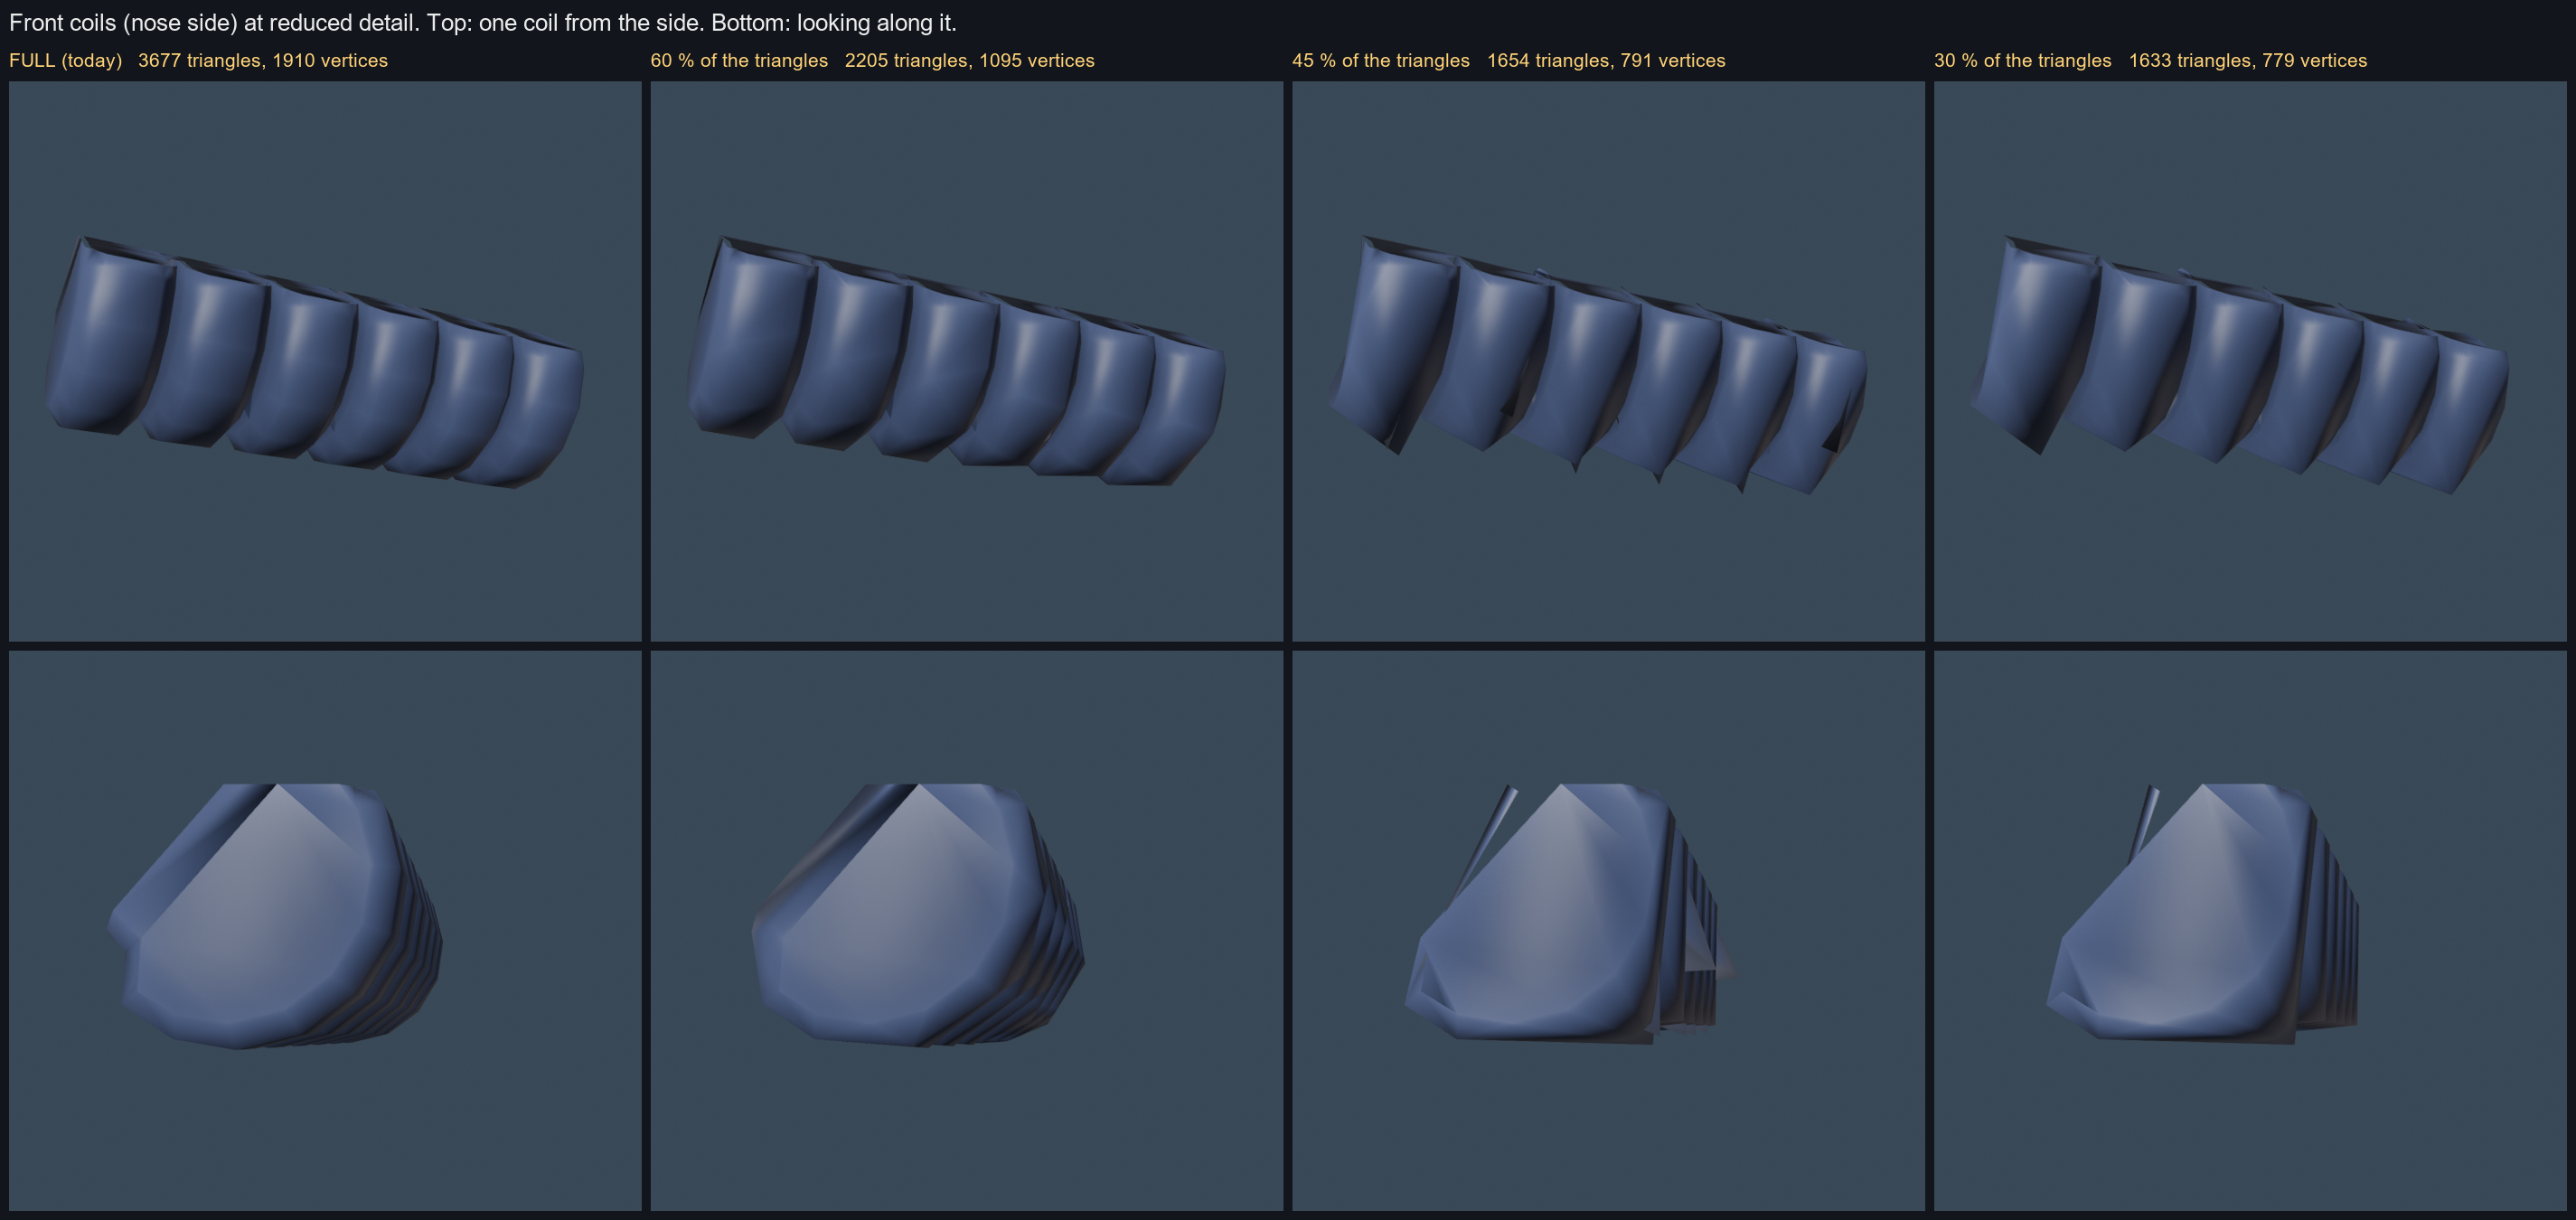 Front coils (nose side) at reduced detail. Top: one coil from the side. Bottom: looking along it.
FULL (today) 3677 triangles, 1910 vertices
60 % of the triangles 2205 triangles, 1095 vertices
45 % of the triangles 1654 triangles, 791 vertices
30 % of the triangles 1633 triangles, 779 vertices